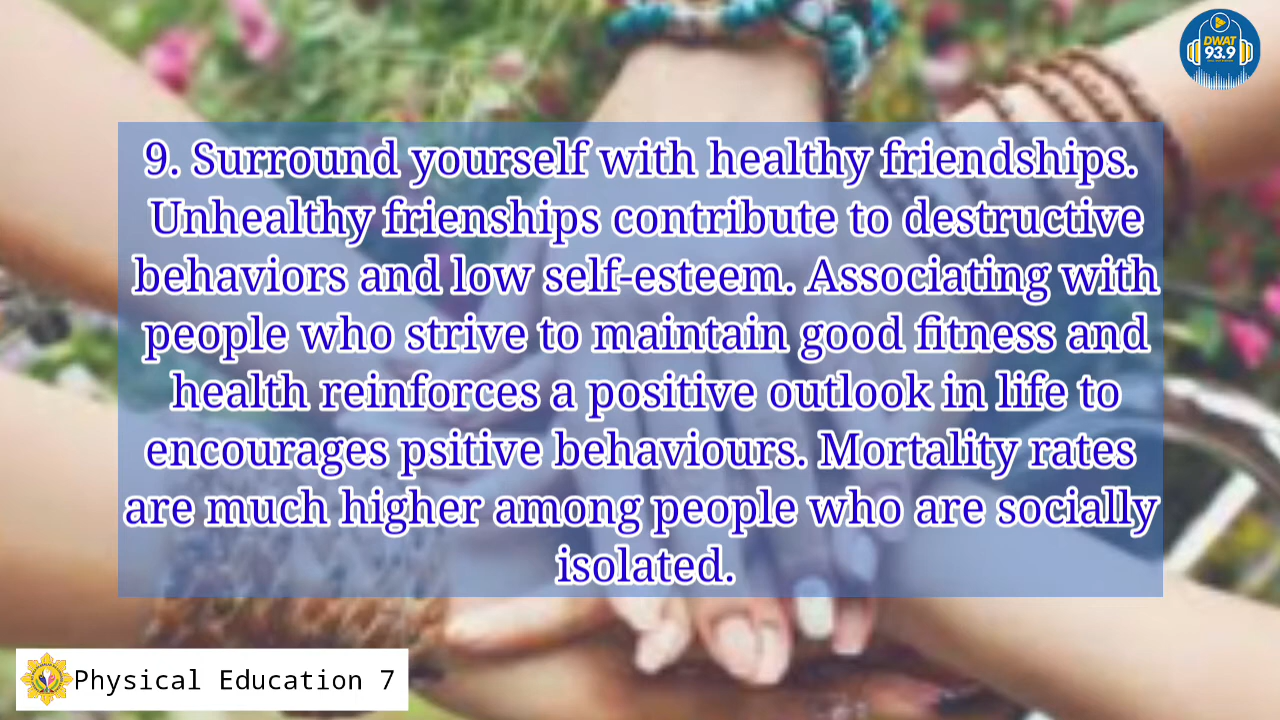 DWAT
93.9
9. Surround yourself with healthy friendships.
Unhealthy frienships contribute to destructive
behaviors and low self-esteem. Associating with
people who strive to maintain good fitness and
health reinforces a positive outlook in life to
encourages psitive behaviours. Mortality rates
are much higher among people who are socially
isolated.
Physical Education 7